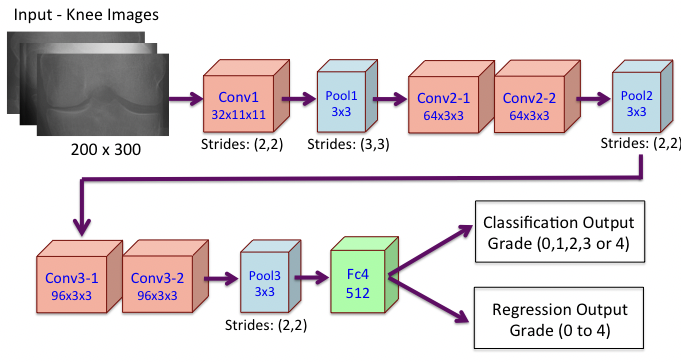 Input - Knee Images
200 x 300
Conv1
32x11x11
Strides: (2,2)
Pool1
3x3
Strides: (3,3)
Conv2-1
64x3x3
Conv2-2
64x3x3
Pool2
3x3
Strides: (2,2)
Conv3-1
96x3x3
Conv3-2
96x3x3
Pool3
3x3
Strides: (2,2)
Fc4
512
Classification Output
Grade (0,1,2,3 or 4)
Regression Output
Grade (0 to 4)